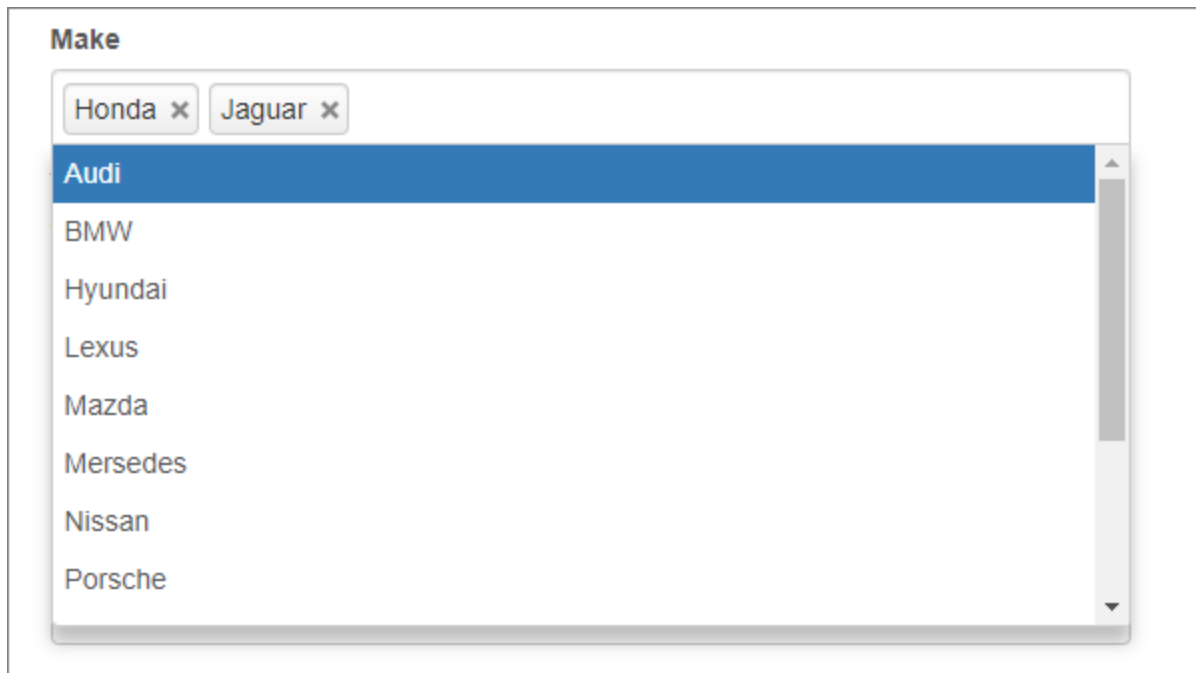 Make
Honda × Jaguar ×
Audi
BMW
Hyundai
Lexus
Mazda
Mersedes
Nissan
Porsche